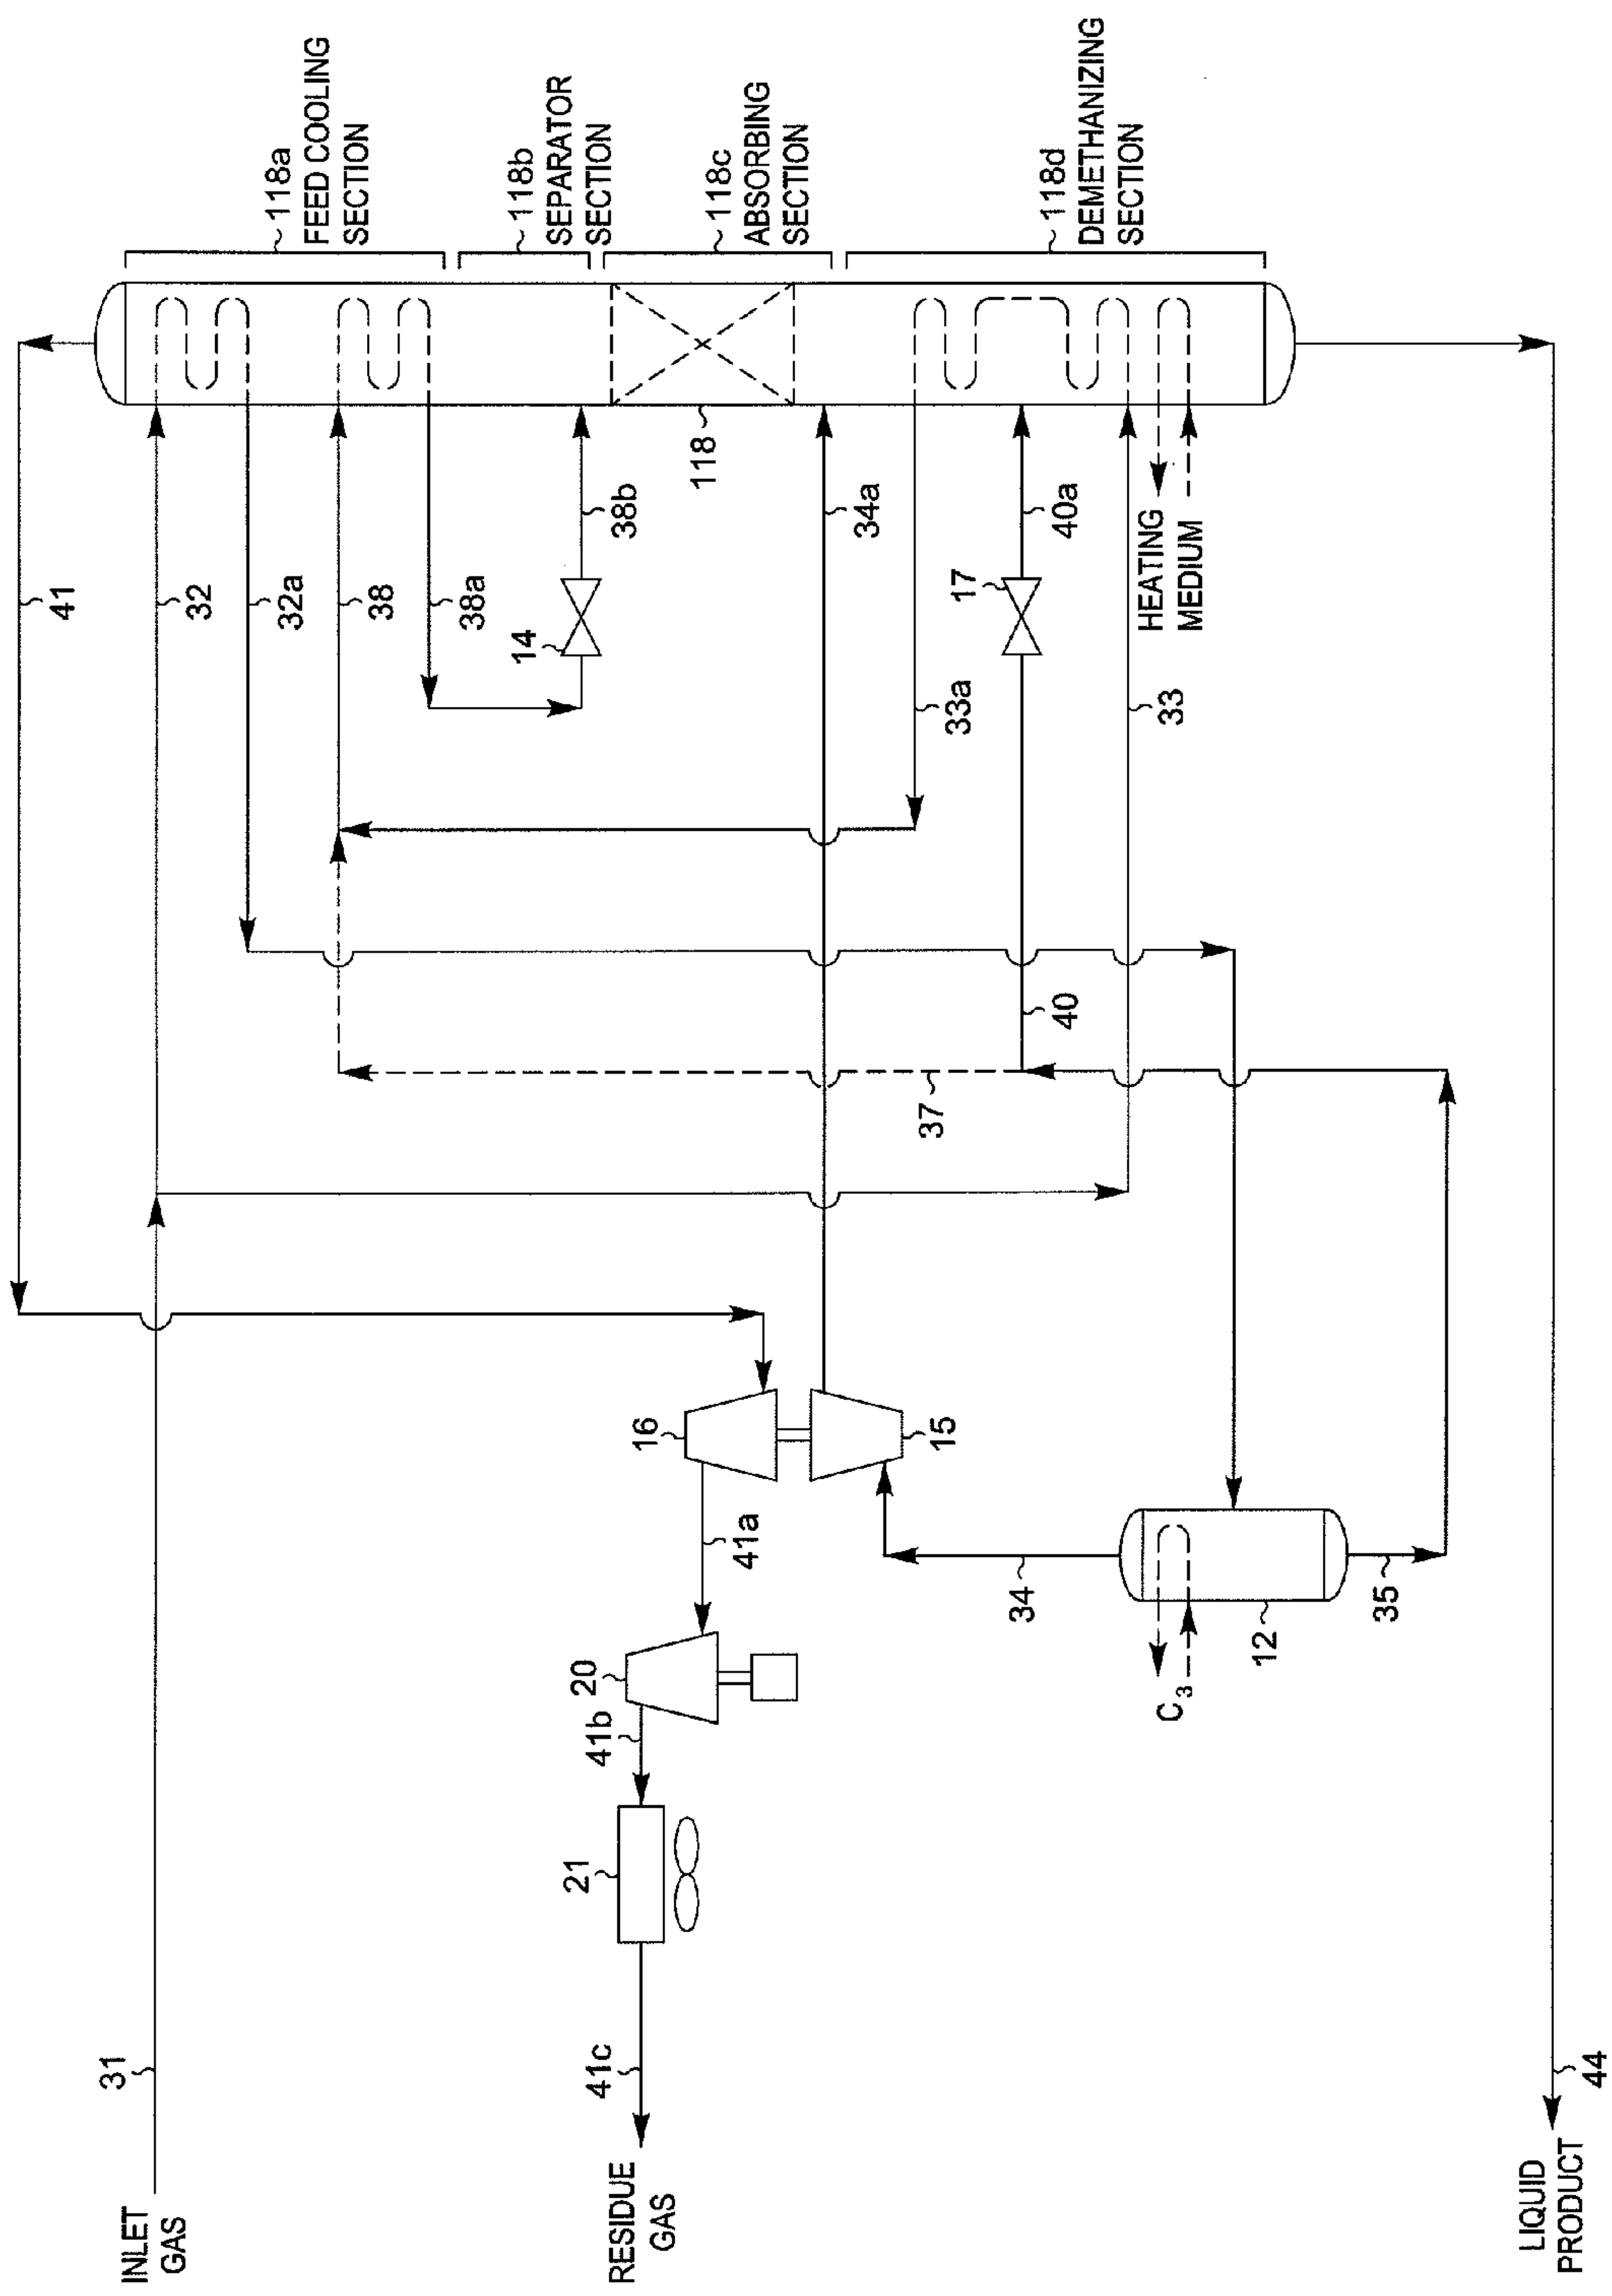 118a
FEED COOLING
SECTION
118b
SEPARATOR
SECTION
118c
ABSORBING
SECTION
118d
DEMETHANIZING
SECTION
118
41
32
32a
38
38a
14
38b
34a
33a
17
40a
HEATING
MEDIUM
33
40
37
16
15
41a
34
12
35
C3
20
41b
21
41c
31
44
INLET
GAS
RESIDUE
GAS
LIQUID
PRODUCT